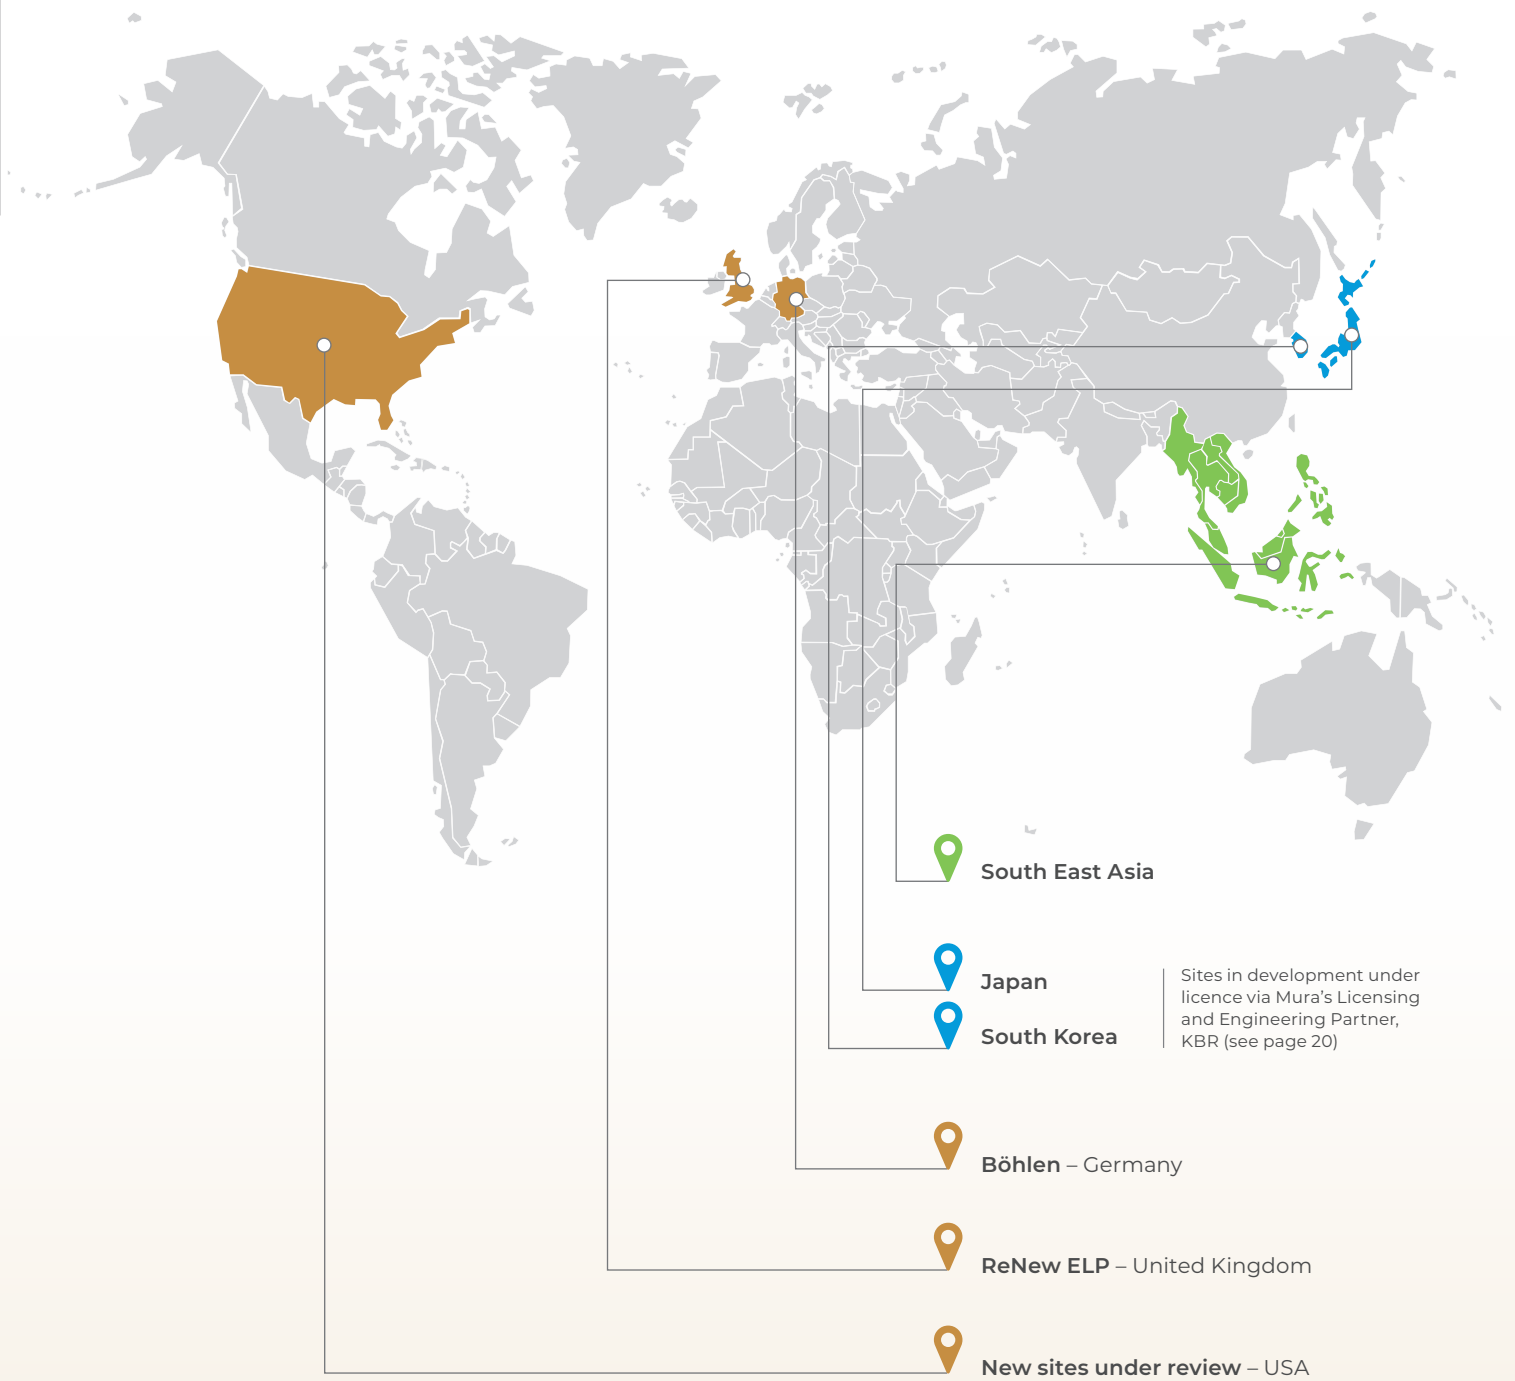 South East Asia
Japan
South Korea
Sites in development under
licence via Mura’s Licensing
and Engineering Partner,
KBR (see page 20)
Böhlen – Germany
ReNew ELP – United Kingdom
New sites under review – USA